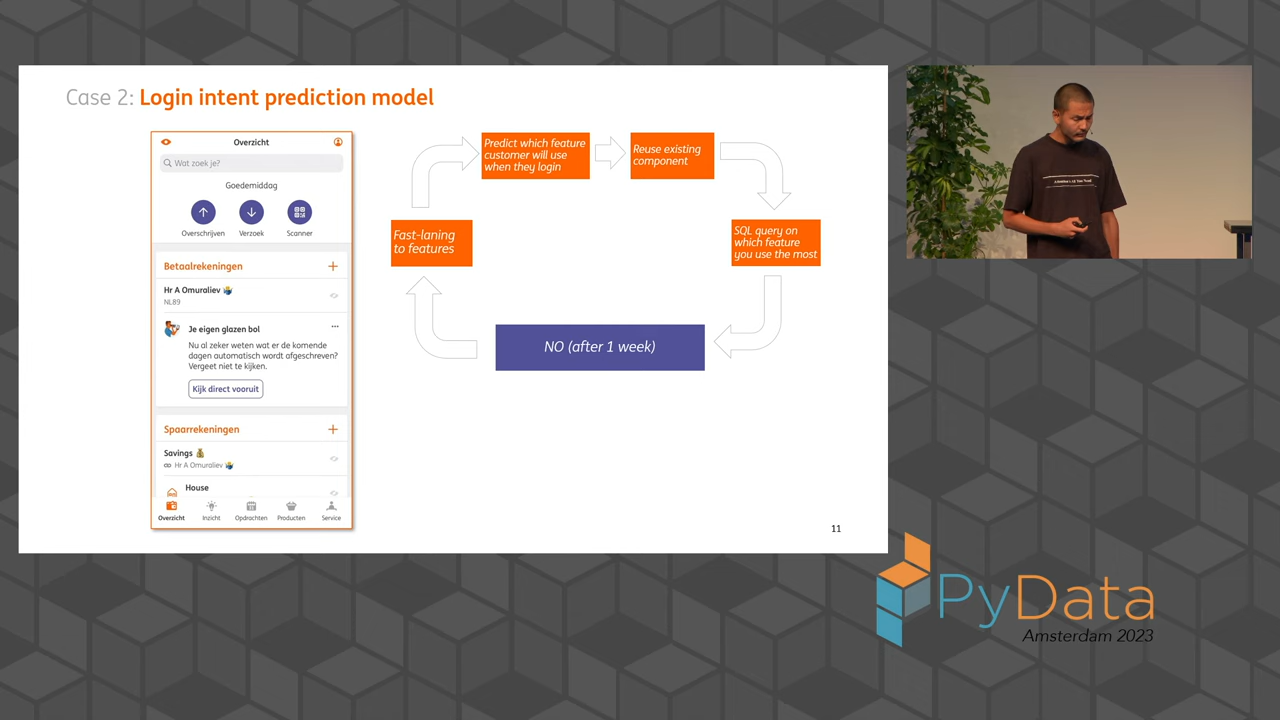 Case 2: Login intent prediction model
Overzicht
Wat zoek je?
Goedemiddag
Overschrijven
Verzoek
Scanner
Betaalrekeningen
Hr A Omuraliev
NL89
Je eigen glazen bol
Nu al zeker weten wat er de komende
dagen automatisch wordt afgeschreven?
Vergeet niet te kijken.
Kijk direct vooruit
Spaarrekeningen
Savings
Hr A Omuraliev
House
Overzicht
Inzicht
Opdrachten
Producten
Service
Predict which feature
customer will use
when they login
Reuse existing
component
Fast-laning
to features
SQL query on
which feature
you use the most
NO (after 1 week)
11
PyData
Amsterdam 2023